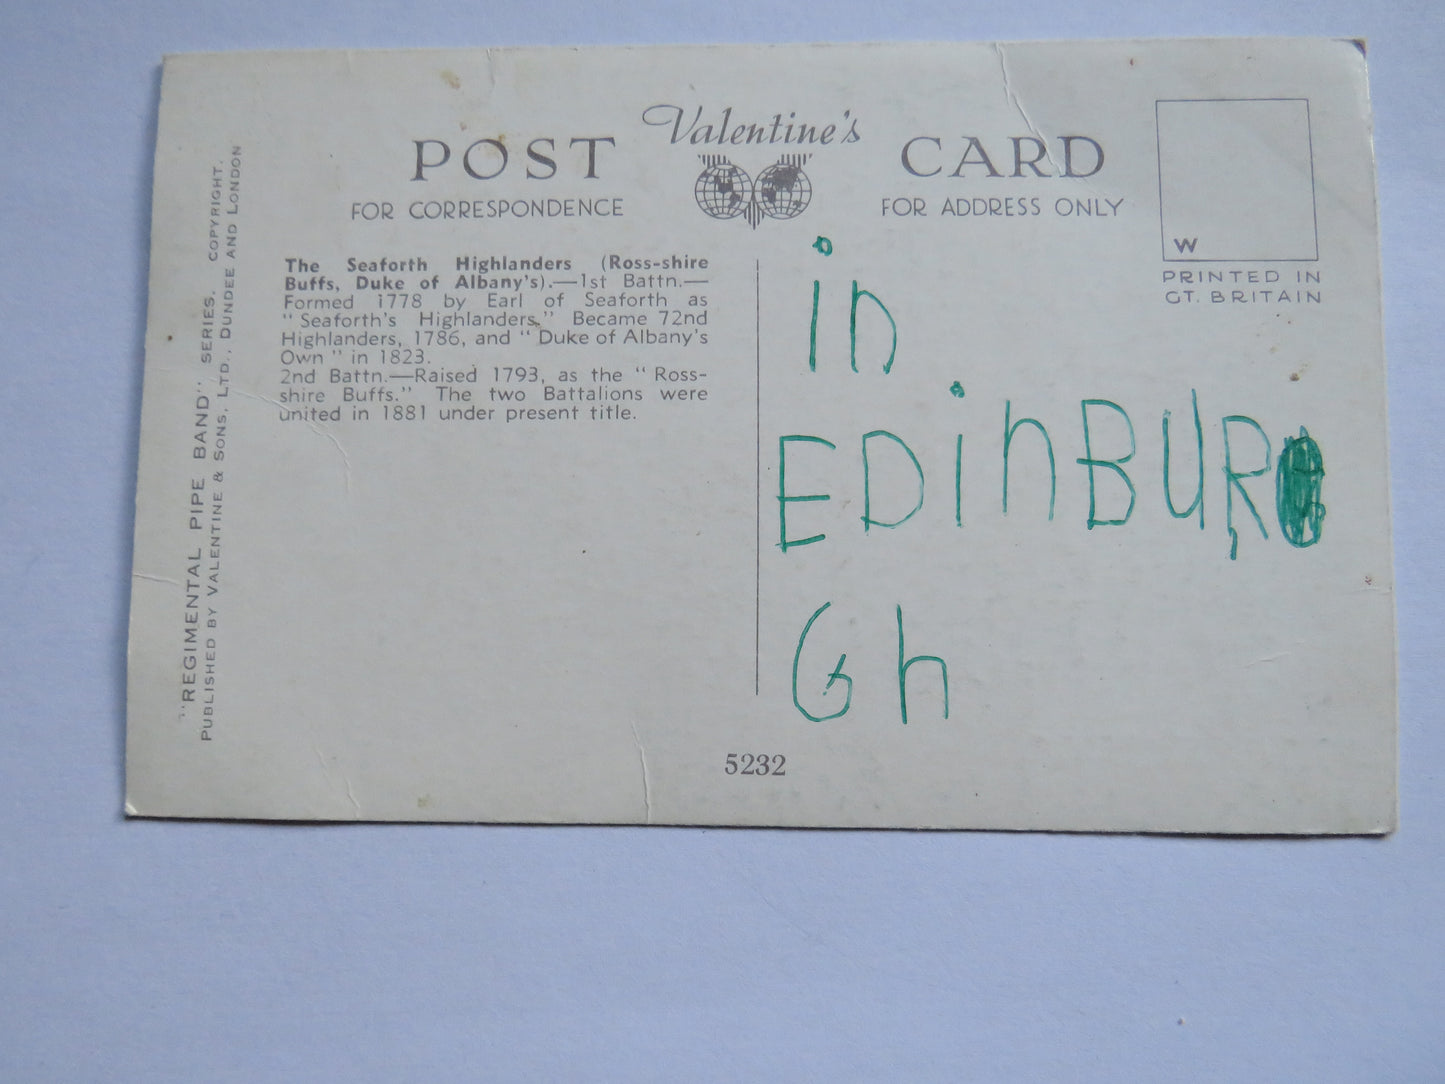 POST Valentine's CARD
FOR CORRESPONDENCE
FOR ADDRESS ONLY
W
PRINTED IN
GT. BRITAIN
"REGIMENTAL PIPE BAND" SERIES. COPYRIGHT.
PUBLISHED BY VALENTINE & SONS, LTD., DUNDEE AND LONDON
The Seaforth Highlanders (Ross-shire
Buffs, Duke of Albany's).—1st Battn.—
Formed 1778 by Earl of Seaforth as
"Seaforth's Highlanders." Became 72nd
Highlanders, 1786, and "Duke of Albany's
Own" in 1823.
2nd Battn.—Raised 1793, as the "Ross-
shire Buffs." The two Battalions were
united in 1881 under present title.
in
EDinBUR
Gh
5232